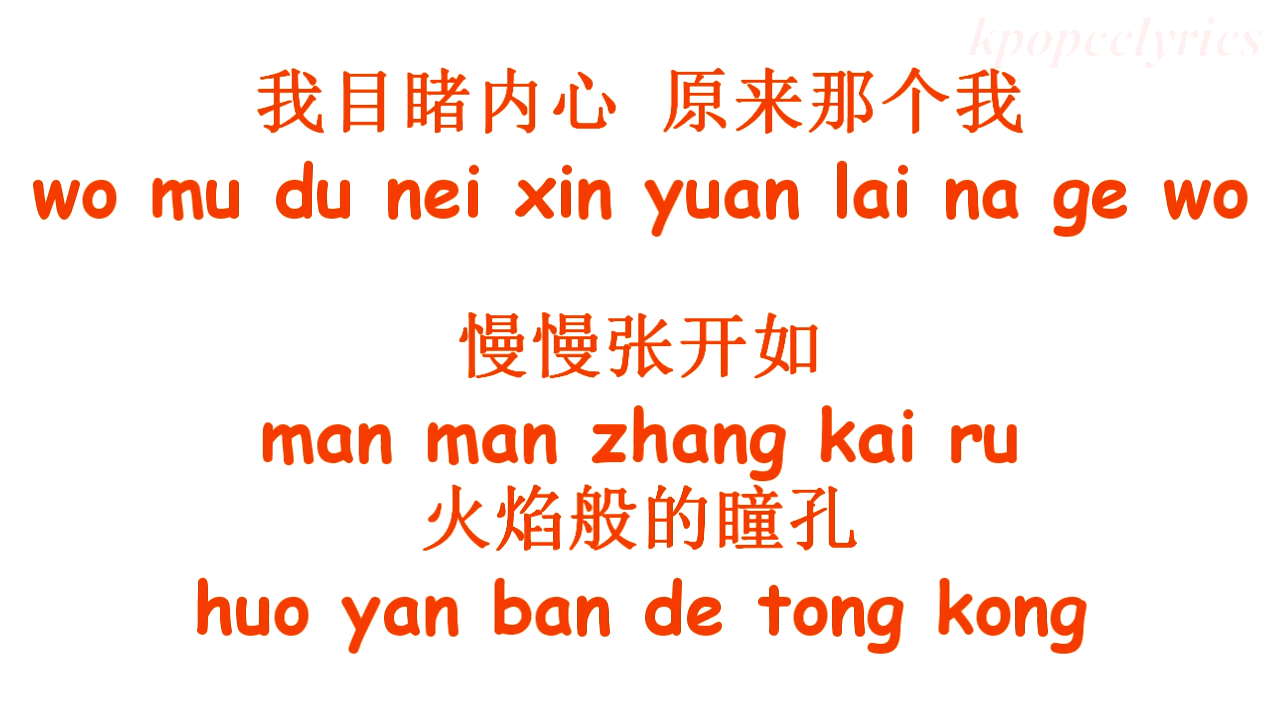 kpopcclyrics
我目睹内心 原来那个我
wo mu du nei xin yuan lai na ge wo
慢慢张开如
man man zhang kai ru
火焰般的瞳孔
huo yan ban de tong kong